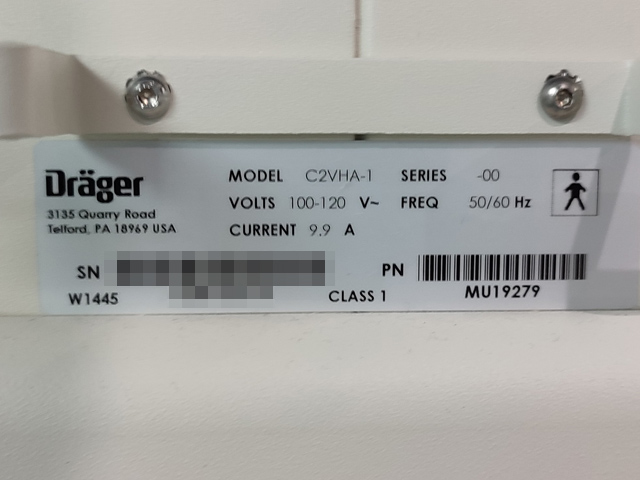 Dräger
3135 Quarry Road
Telford, PA 18969 USA
MODEL C2VHA-1 SERIES -00
VOLTS 100-120 V~ FREQ 50/60 Hz
CURRENT 9.9 A
SN PN
W1445 CLASS 1 MU19279